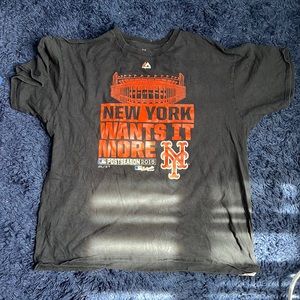 NEW YORK
WANTS IT
MORE
POSTSEASON 2015
NY